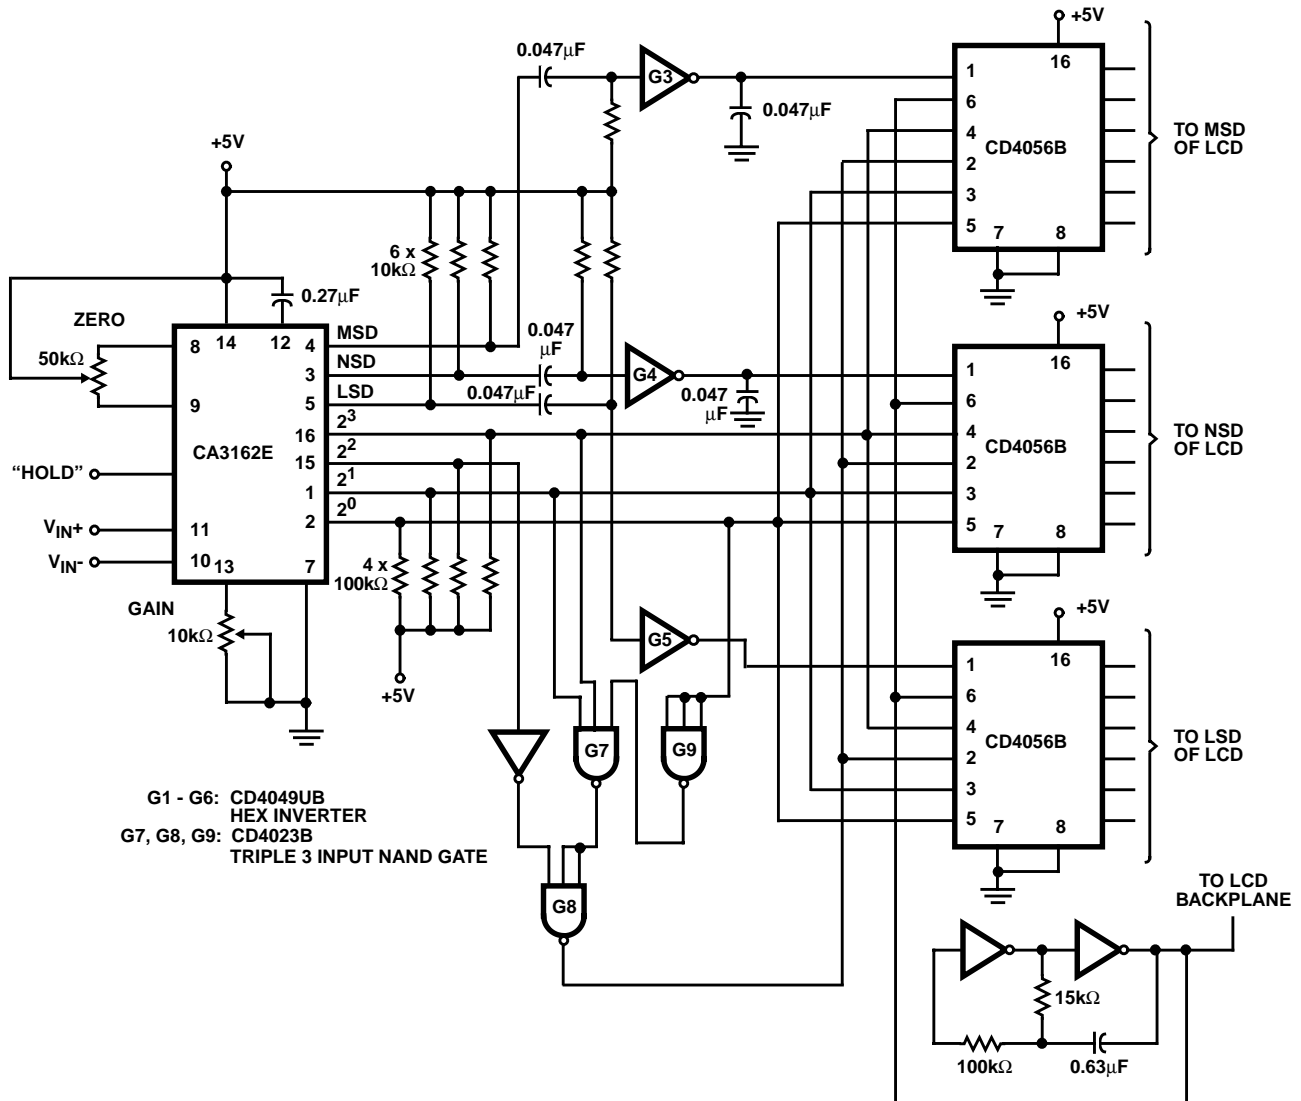 +5V
0.047µF
G3
1
16
6
0.047µF
4
CD4056B
2
3
5
7
8
TO MSD
OF LCD
+5V
6 x
10kΩ
0.27µF
ZERO
50kΩ
8
14
12
4
MSD
3
NSD
9
5
LSD
16
2³
CA3162E
15
2²
"HOLD"
1
2¹
2
2⁰
VIN+
11
VIN-
10
13
7
GAIN
10kΩ
4 x
100kΩ
+5V
0.047
µF
0.047µF
G4
0.047
µF
+5V
1
16
6
4
CD4056B
2
3
5
7
8
TO NSD
OF LCD
G5
+5V
1
16
6
4
CD4056B
2
3
5
7
8
TO LSD
OF LCD
G7
G9
G8
G1 - G6: CD4049UB
HEX INVERTER
G7, G8, G9: CD4023B
TRIPLE 3 INPUT NAND GATE
TO LCD
BACKPLANE
15kΩ
100kΩ
0.63µF